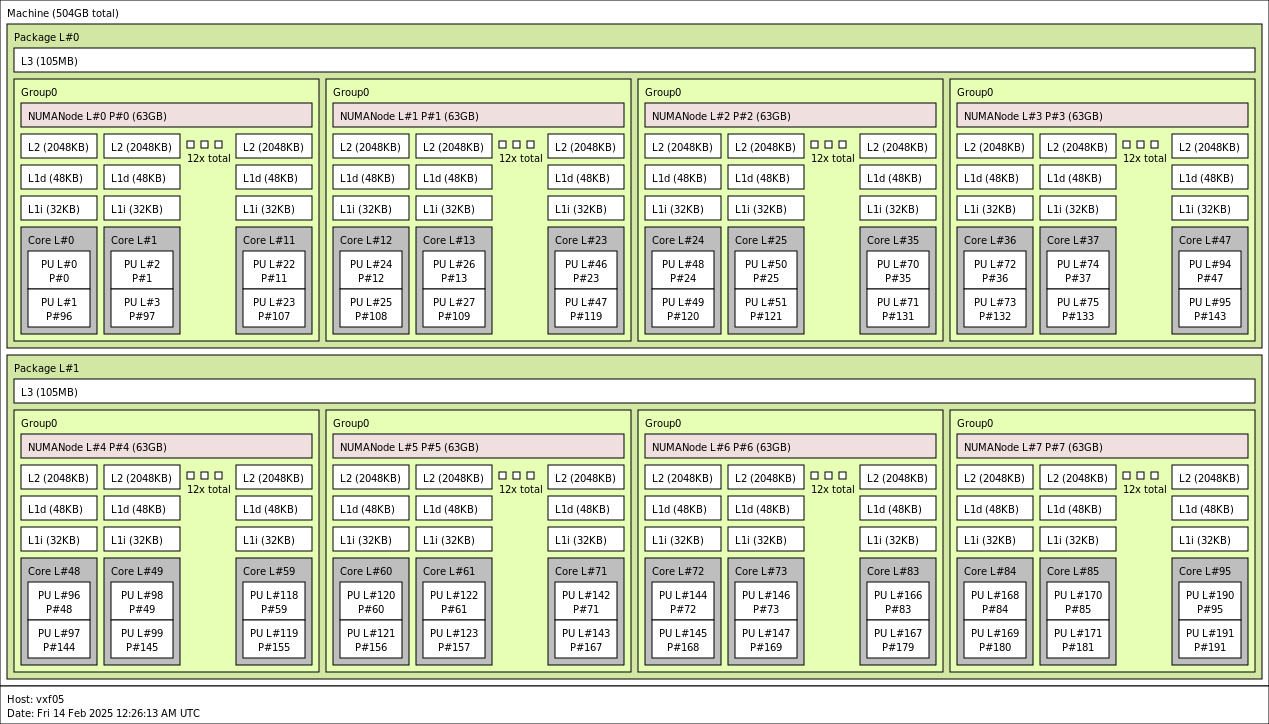 Machine (504GB total)
Package L#0
L3 (105MB)
Group0 Group0 Group0 Group0
NUMANode L#0 P#0 (63GB) NUMANode L#1 P#1 (63GB) NUMANode L#2 P#2 (63GB) NUMANode L#3 P#3 (63GB)
L2 (2048KB) L2 (2048KB) L2 (2048KB) L2 (2048KB) L2 (2048KB) L2 (2048KB) L2 (2048KB) L2 (2048KB) L2 (2048KB) L2 (2048KB) L2 (2048KB) L2 (2048KB)
12x total 12x total 12x total 12x total
L1d (48KB) L1d (48KB) L1d (48KB) L1d (48KB) L1d (48KB) L1d (48KB) L1d (48KB) L1d (48KB) L1d (48KB) L1d (48KB) L1d (48KB) L1d (48KB)
L1i (32KB) L1i (32KB) L1i (32KB) L1i (32KB) L1i (32KB) L1i (32KB) L1i (32KB) L1i (32KB) L1i (32KB) L1i (32KB) L1i (32KB) L1i (32KB)
Core L#0 Core L#1 Core L#11 Core L#12 Core L#13 Core L#23 Core L#24 Core L#25 Core L#35 Core L#36 Core L#37 Core L#47
PU L#0 PU L#2 PU L#22 PU L#24 PU L#26 PU L#46 PU L#48 PU L#50 PU L#70 PU L#72 PU L#74 PU L#94
P#0 P#1 P#11 P#12 P#13 P#23 P#24 P#25 P#35 P#36 P#37 P#47
PU L#1 PU L#3 PU L#23 PU L#25 PU L#27 PU L#47 PU L#49 PU L#51 PU L#71 PU L#73 PU L#75 PU L#95
P#96 P#97 P#107 P#108 P#109 P#119 P#120 P#121 P#131 P#132 P#133 P#143
Package L#1
L3 (105MB)
Group0 Group0 Group0 Group0
NUMANode L#4 P#4 (63GB) NUMANode L#5 P#5 (63GB) NUMANode L#6 P#6 (63GB) NUMANode L#7 P#7 (63GB)
L2 (2048KB) L2 (2048KB) L2 (2048KB) L2 (2048KB) L2 (2048KB) L2 (2048KB) L2 (2048KB) L2 (2048KB) L2 (2048KB) L2 (2048KB) L2 (2048KB) L2 (2048KB)
12x total 12x total 12x total 12x total
L1d (48KB) L1d (48KB) L1d (48KB) L1d (48KB) L1d (48KB) L1d (48KB) L1d (48KB) L1d (48KB) L1d (48KB) L1d (48KB) L1d (48KB) L1d (48KB)
L1i (32KB) L1i (32KB) L1i (32KB) L1i (32KB) L1i (32KB) L1i (32KB) L1i (32KB) L1i (32KB) L1i (32KB) L1i (32KB) L1i (32KB) L1i (32KB)
Core L#48 Core L#49 Core L#59 Core L#60 Core L#61 Core L#71 Core L#72 Core L#73 Core L#83 Core L#84 Core L#85 Core L#95
PU L#96 PU L#98 PU L#118 PU L#120 PU L#122 PU L#142 PU L#144 PU L#146 PU L#166 PU L#168 PU L#170 PU L#190
P#48 P#49 P#59 P#60 P#61 P#71 P#72 P#73 P#83 P#84 P#85 P#95
PU L#97 PU L#99 PU L#119 PU L#121 PU L#123 PU L#143 PU L#145 PU L#147 PU L#167 PU L#169 PU L#171 PU L#191
P#144 P#145 P#155 P#156 P#157 P#167 P#168 P#169 P#179 P#180 P#181 P#191
Host: vxf05
Date: Fri 14 Feb 2025 12:26:13 AM UTC